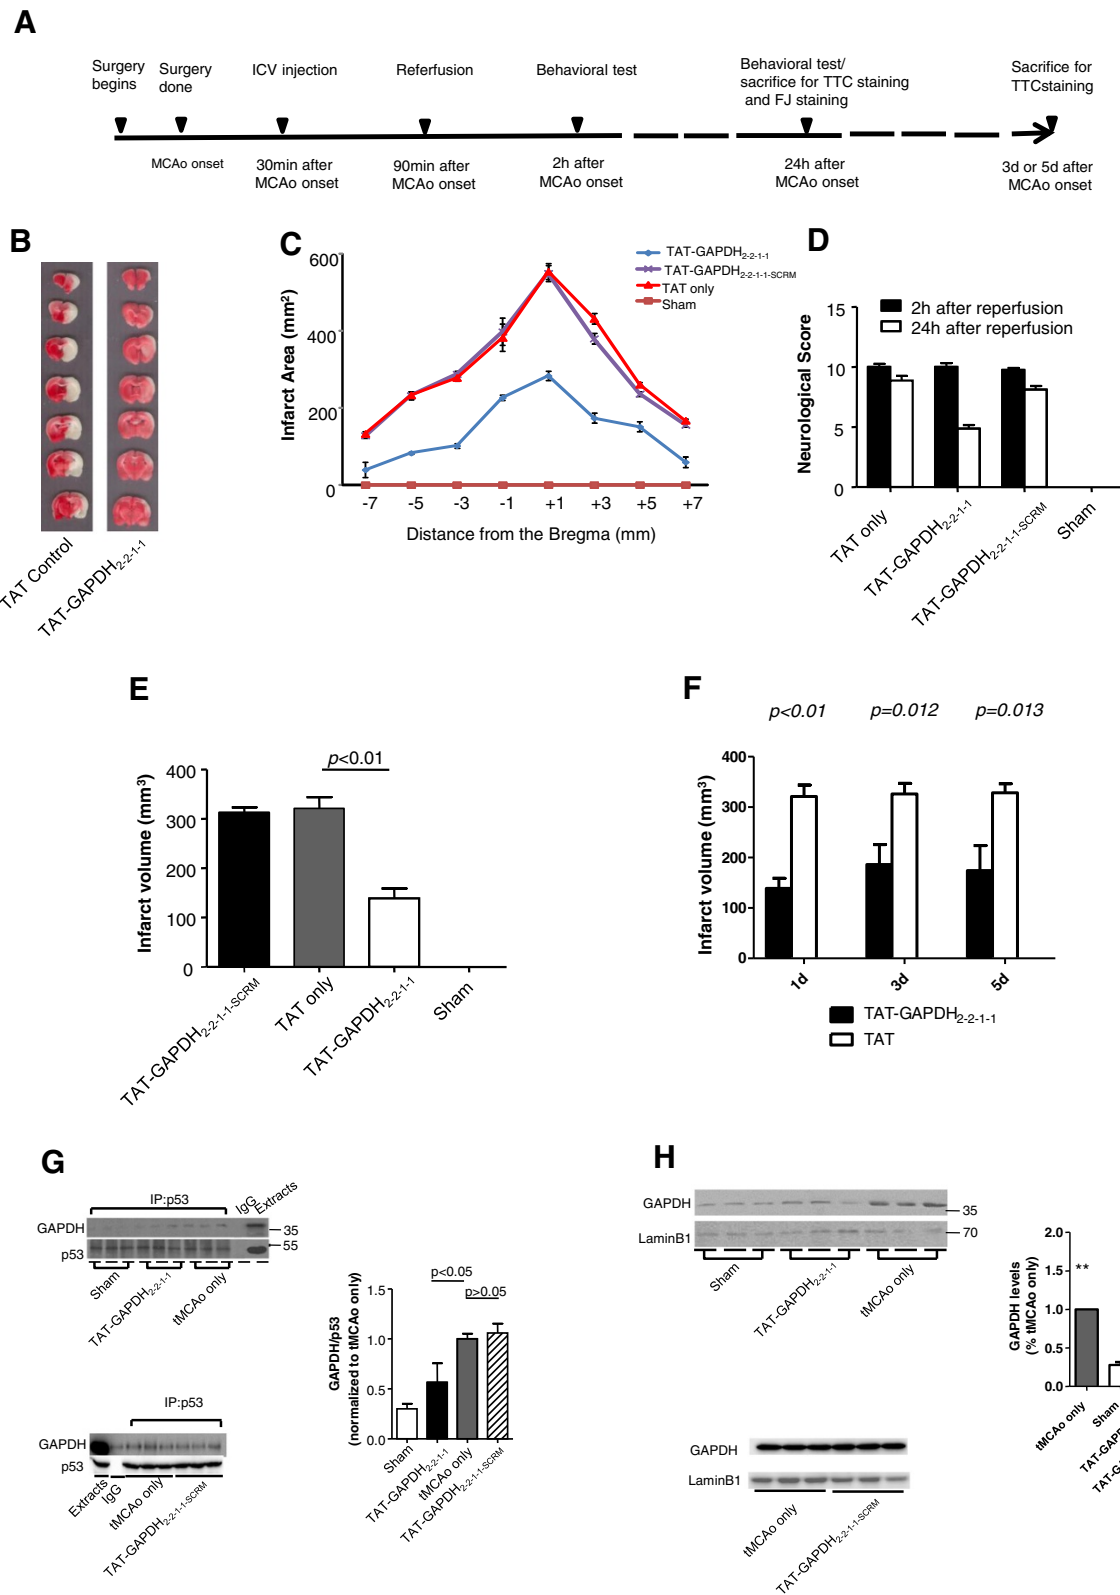 A
Surgery begins
Surgery done
ICV injection
Referfusion
Behavioral test
Behavioral test/
sacrifice for TTC staining
and FJ staining
Sacrifice for
TTCstaining
MCAo onset
30min after
MCAo onset
90min after
MCAo onset
2h after
MCAo onset
24h after
MCAo onset
3d or 5d after
MCAo onset
B
TAT Control
TAT-GAPDH2-2-1-1
C
Infarct Area (mm²)
600
400
200
0
-7 -5 -3 -1 +1 +3 +5 +7
Distance from the Bregma (mm)
TAT-GAPDH2-2-1-1
TAT-GAPDH2-2-1-1-SCRM
TAT only
Sham
D
Neurological Score
15
10
5
0
2h after reperfusion
24h after reperfusion
TAT only
TAT-GAPDH2-2-1-1
TAT-GAPDH2-2-1-1-SCRM
Sham
E
Infarct volume (mm³)
400
300
200
100
0
p<0.01
TAT-GAPDH2-2-1-1-SCRM
TAT only
TAT-GAPDH2-2-1-1
Sham
F
p<0.01 p=0.012 p=0.013
Infarct volume (mm³)
400
300
200
100
0
1d 3d 5d
TAT-GAPDH2-2-1-1
TAT
G
IP:p53
IgG
Extracts
GAPDH
35
p53
55
Sham
TAT-GAPDH2-2-1-1
tMCAo only
IP:p53
GAPDH
p53
Extracts
IgG
tMCAo only
TAT-GAPDH2-2-1-1-SCRM
GAPDH/p53
(normalized to tMCAo only)
1.5
1.0
0.5
0.0
p<0.05
p>0.05
Sham
TAT-GAPDH2-2-1-1
tMCAo only
TAT-GAPDH2-2-1-1-SCRM
H
GAPDH
35
LaminB1
70
Sham
TAT-GAPDH2-2-1-1
tMCAo only
GAPDH
LaminB1
tMCAo only
TAT-GAPDH2-2-1-1-SCRM
GAPDH levels
(% tMCAo only)
2.0
1.5
1.0
0.5
0.0
**
tMCAo only
Sham